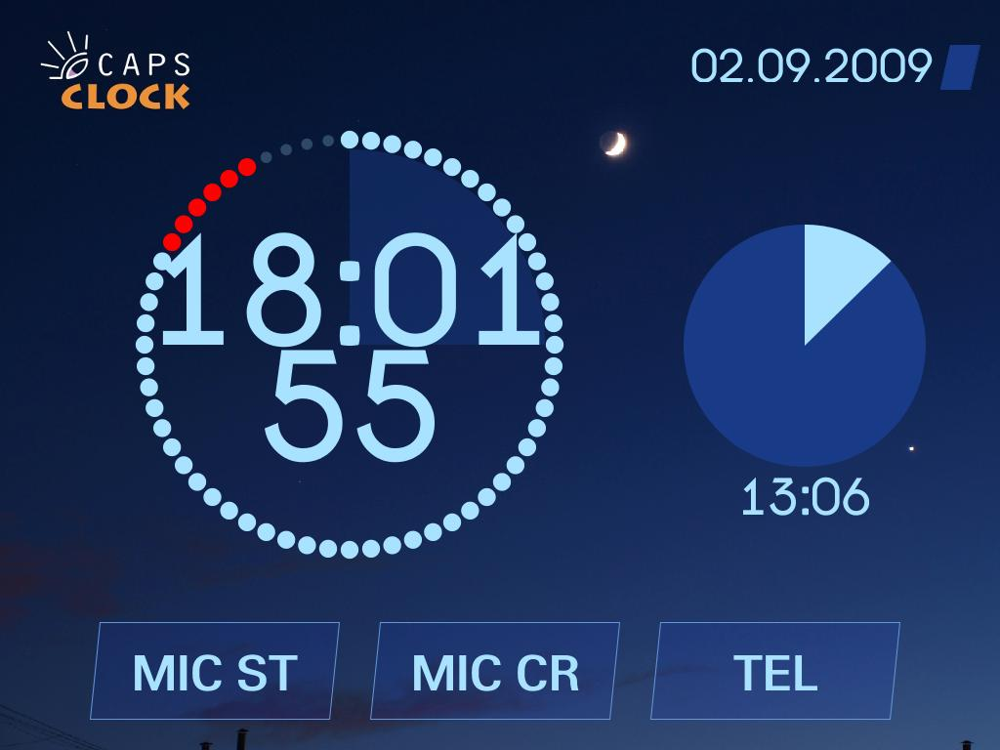 CAPS
CLOCK
02.09.2009
18:01
55
13:06
MIC ST
MIC CR
TEL